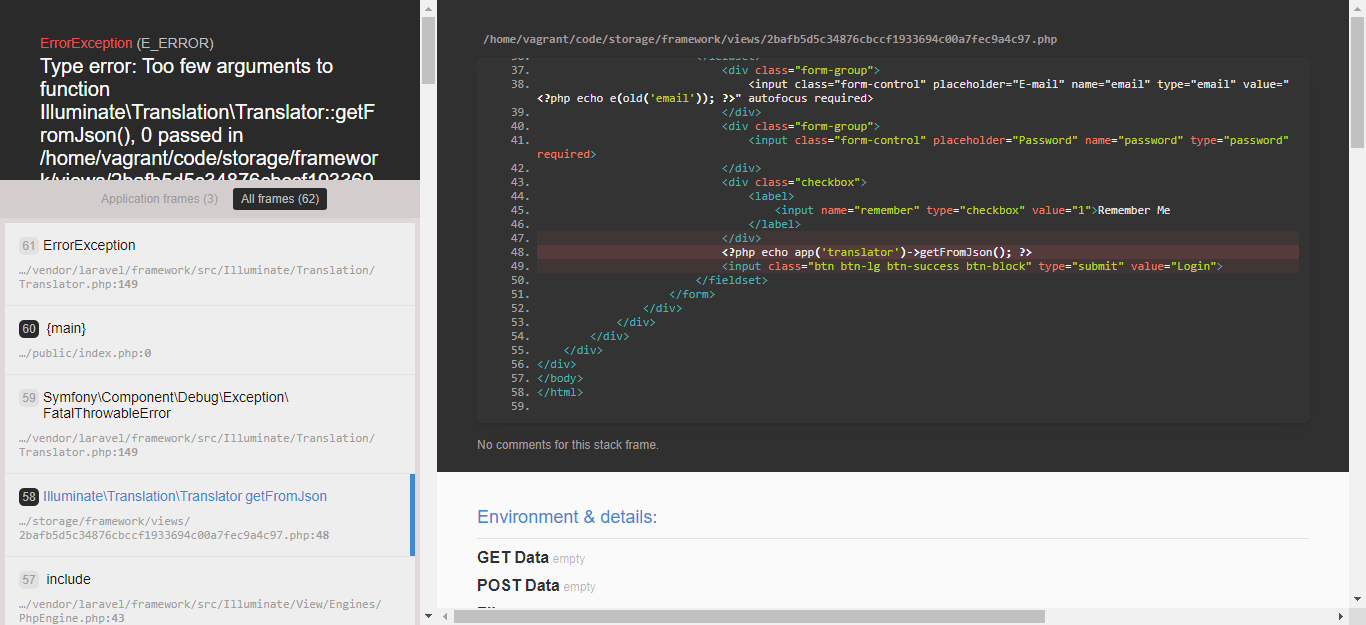 ErrorException (E_ERROR)
Type error: Too few arguments to
function
Illuminate\Translation\Translator::getF
romJson(), 0 passed in
/home/vagrant/code/storage/framewor
Application frames (3) All frames (62)
61 ErrorException
…/vendor/laravel/framework/src/Illuminate/Translation/
Translator.php:149
60 {main}
…/public/index.php:0
59 Symfony\Component\Debug\Exception\
FatalThrowableError
…/vendor/laravel/framework/src/Illuminate/Translation/
Translator.php:149
58 Illuminate\Translation\Translator getFromJson
…/storage/framework/views/
2bafb5d5c34876cbccf1933694c00a7fec9a4c97.php:48
57 include
…/vendor/laravel/framework/src/Illuminate/View/Engines/
PhpEngine.php:43
/home/vagrant/code/storage/framework/views/2bafb5d5c34876cbccf1933694c00a7fec9a4c97.php
37. <div class="form-group">
38. <input class="form-control" placeholder="E-mail" name="email" type="email" value="
<?php echo e(old('email')); ?>" autofocus required>
39. </div>
40. <div class="form-group">
41. <input class="form-control" placeholder="Password" name="password" type="password"
required>
42. </div>
43. <div class="checkbox">
44. <label>
45. <input name="remember" type="checkbox" value="1">Remember Me
46. </label>
47. </div>
48. <?php echo app('translator')->getFromJson(); ?>
49. <input class="btn btn-lg btn-success btn-block" type="submit" value="Login">
50. </fieldset>
51. </form>
52. </div>
53. </div>
54. </div>
55. </div>
56. </div>
57. </body>
58. </html>
59.
No comments for this stack frame.
Environment & details:
GET Data empty
POST Data empty